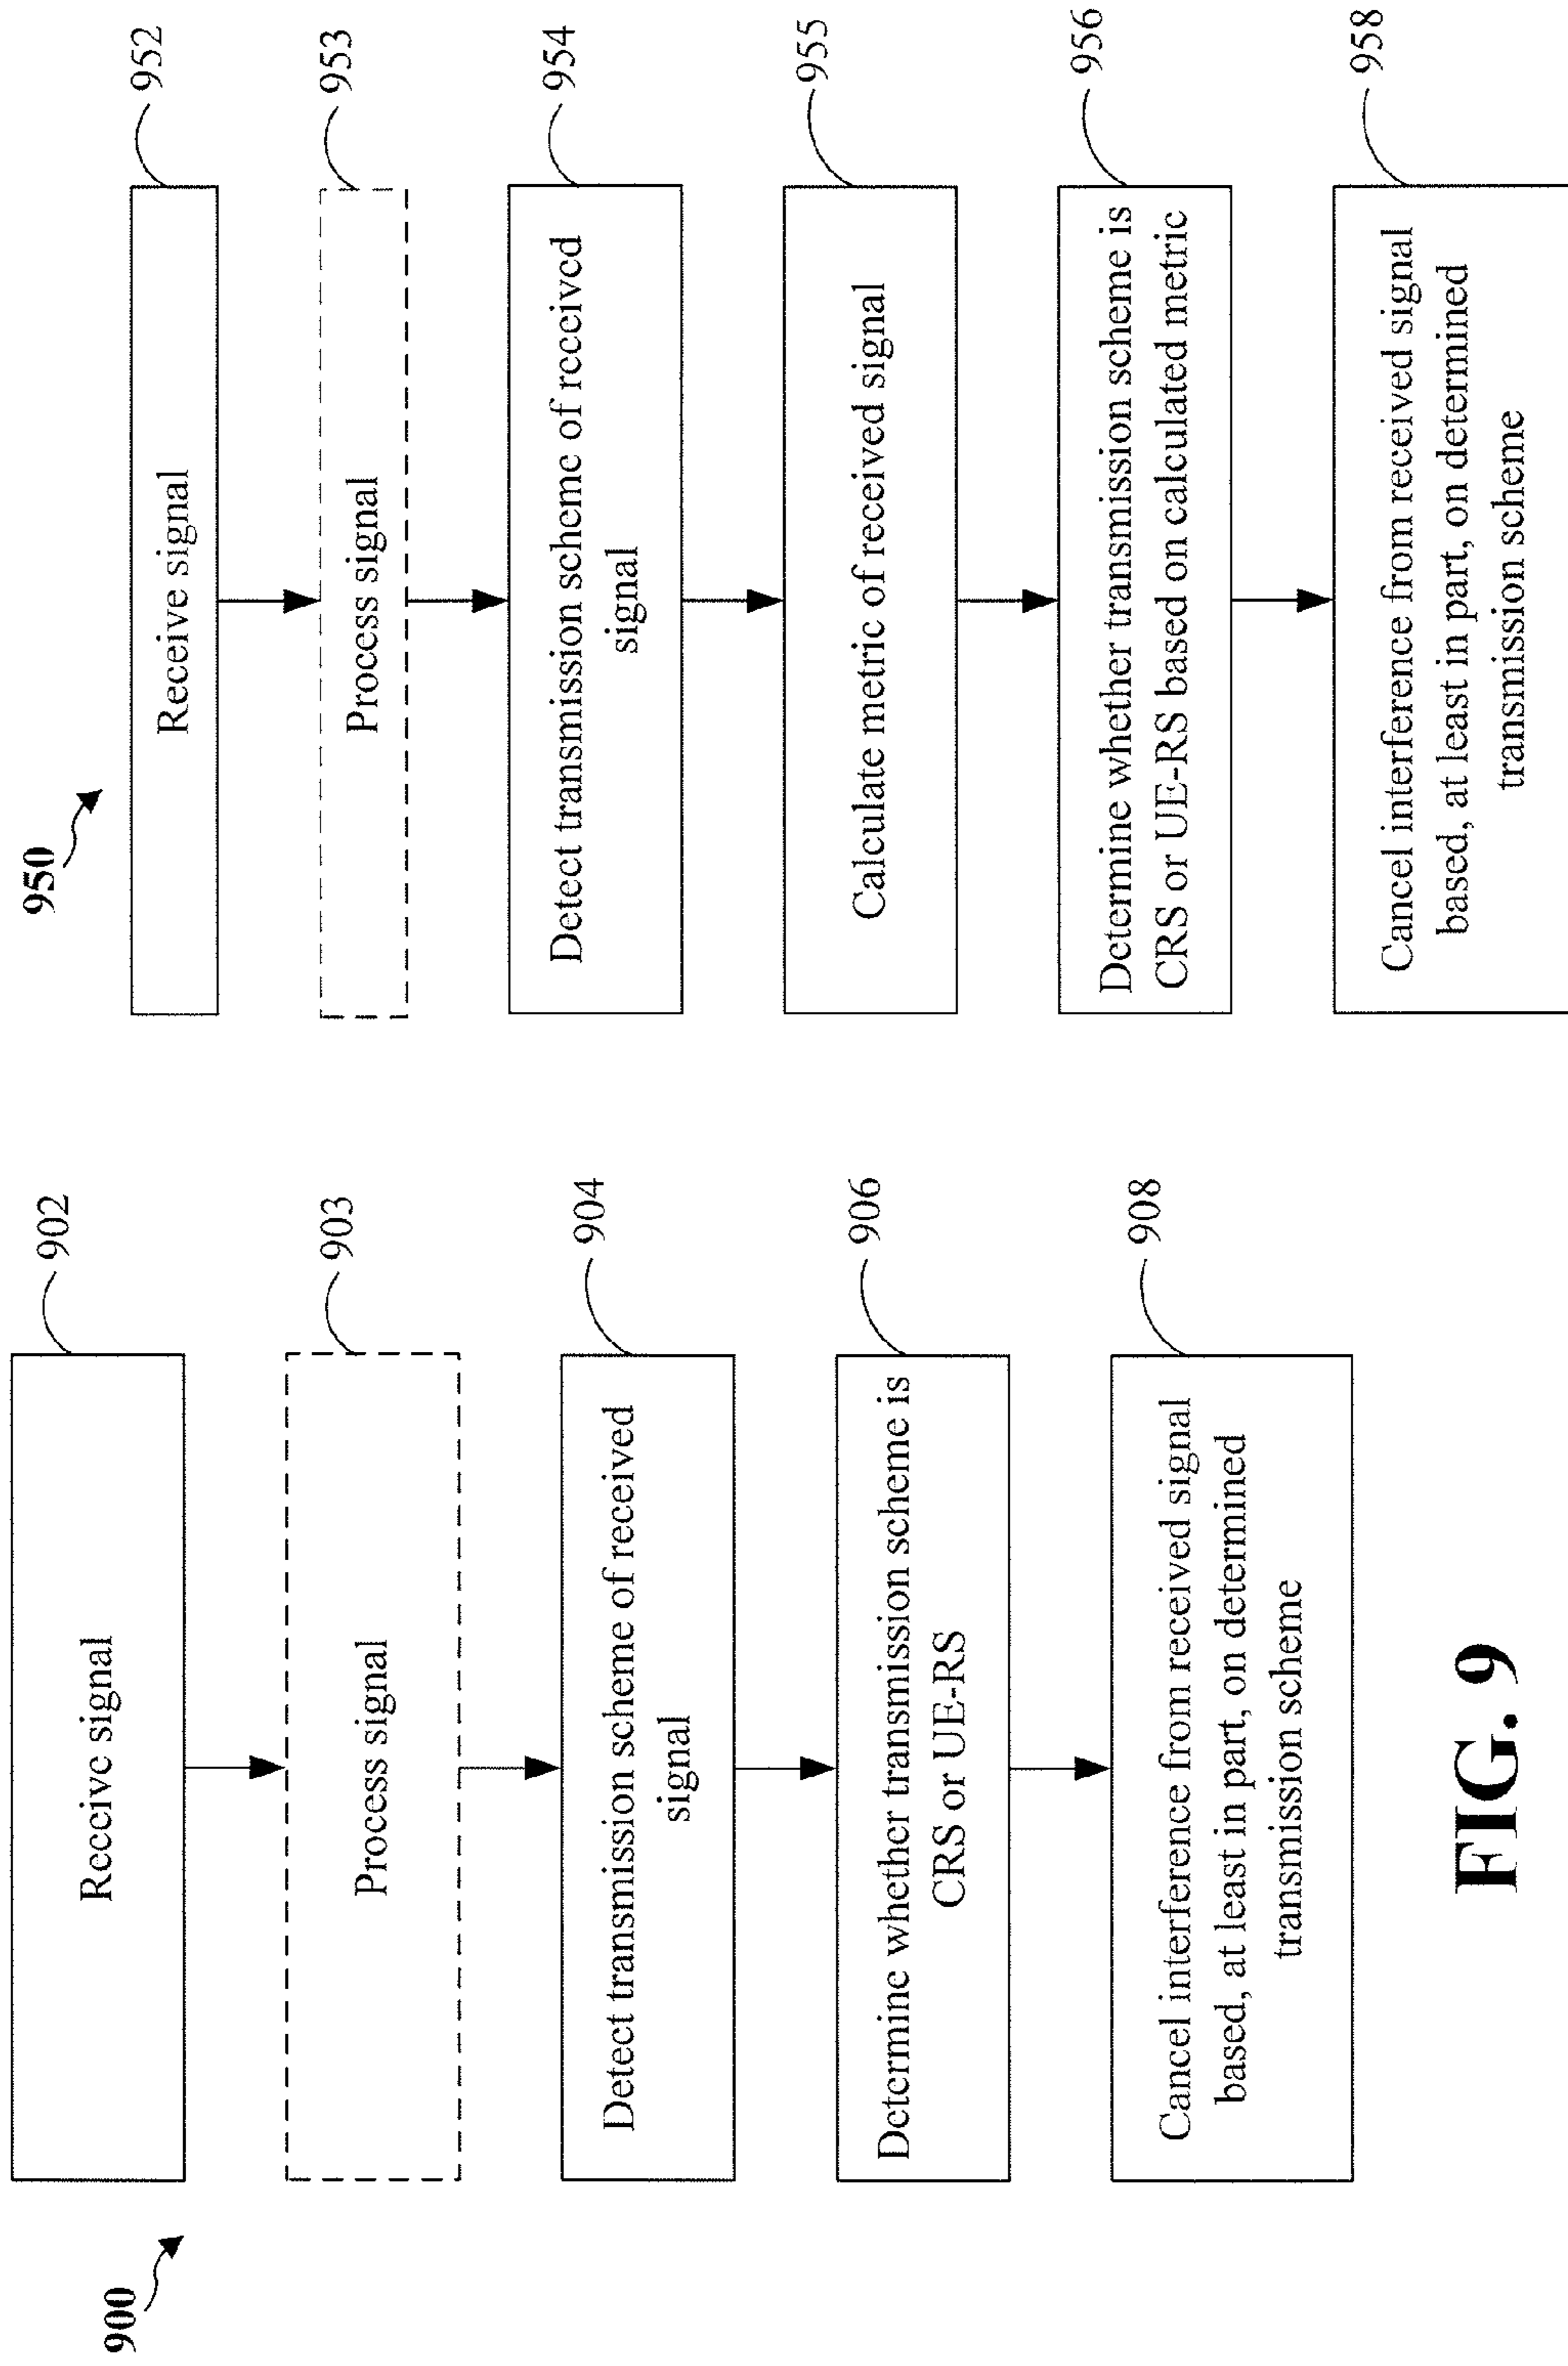 900
Receive signal
902
Process signal
903
Detect transmission scheme of received
signal
904
Determine whether transmission scheme is
CRS or UE-RS
906
Cancel interference from received signal
based, at least in part, on determined
transmission scheme
908
950
Receive signal
952
Process signal
953
Detect transmission scheme of received
signal
954
Calculate metric of received signal
955
Determine whether transmission scheme is
CRS or UE-RS based on calculated metric
956
Cancel interference from received signal
based, at least in part, on determined
transmission scheme
958
FIG. 9